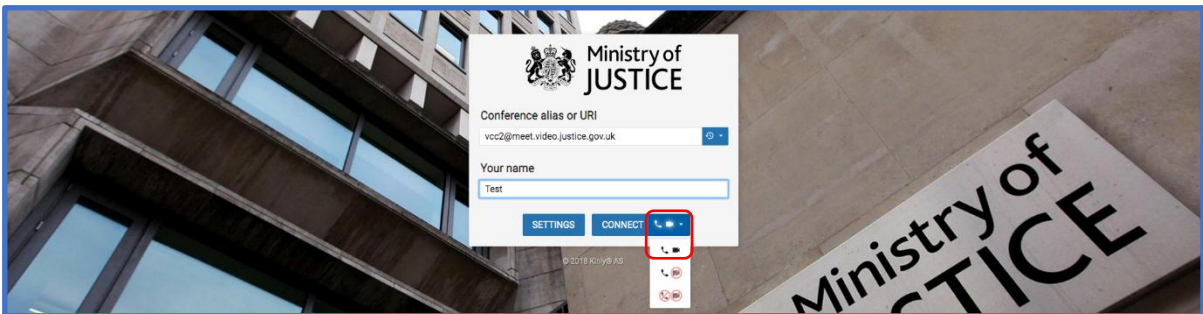 Ministry of
JUSTICE
Conference alias or URI
vcc2@meet.video.justice.gov.uk
Your name
Test
SETTINGS CONNECT
© 2018 Kinly® AS
Ministry of
JUSTICE